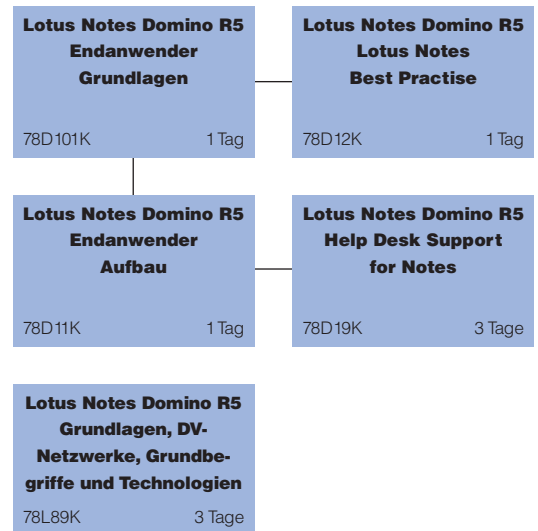 Lotus Notes Domino R5
Endanwender
Grundlagen
78D101K 1 Tag
Lotus Notes Domino R5
Lotus Notes
Best Practise
78D12K 1 Tag
Lotus Notes Domino R5
Endanwender
Aufbau
78D11K 1 Tag
Lotus Notes Domino R5
Help Desk Support
for Notes
78D19K 3 Tage
Lotus Notes Domino R5
Grundlagen, DV-
Netzwerke, Grundbe-
griffe und Technologien
78L89K 3 Tage